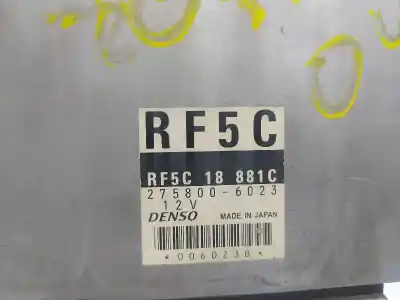 RF5C
RF5C 18 881C
275800-6023
12V
DENSO MADE IN JAPAN
*006023B*